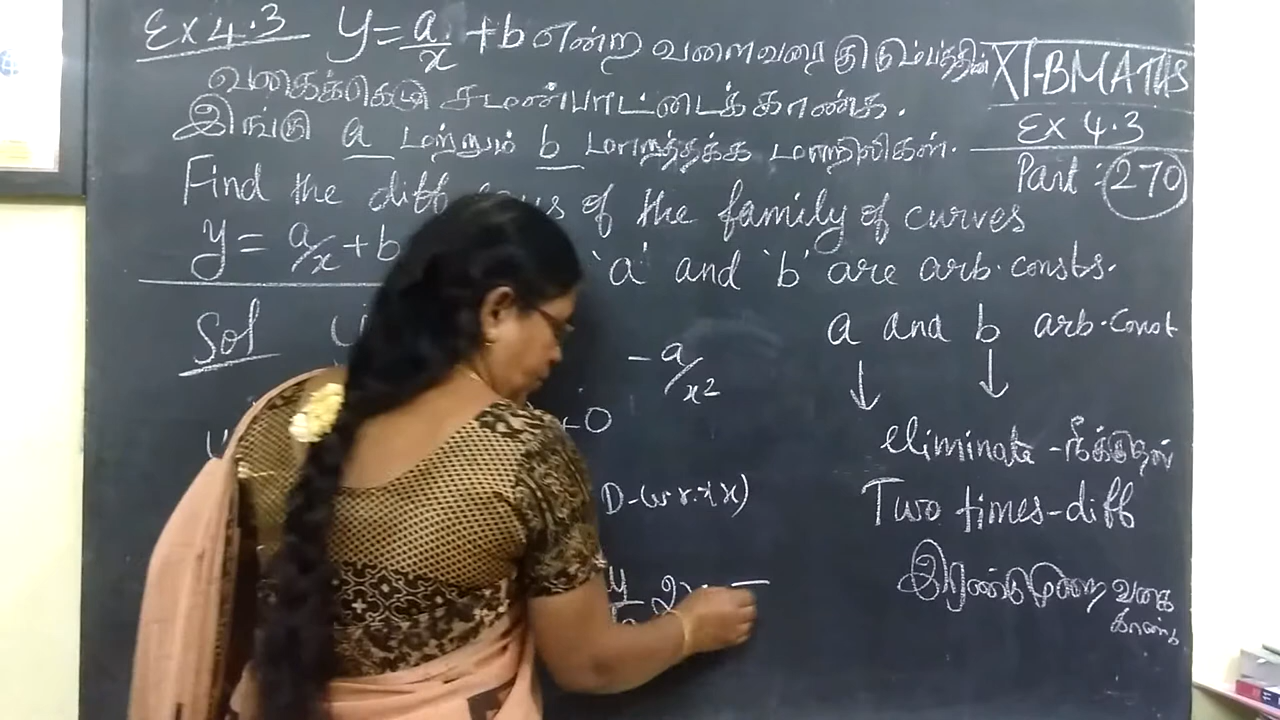 Ex 4.3 y = a/x + b என்ற வளைவரை குடும்பத்தின்
வகைக்கெழு சமன்பாட்டைக் காண்க.
இங்கு a மற்றும் b மாறத்தக்க மாறிலிகள்.
XI-BMATHS
Ex 4.3
Part: 270
Find the diff eqns of the family of curves
y = a/x + b 'a' and 'b' are arb. consts.
Sol
- a/x²
+0
D-(w.r.t x)
2x
a and b arb. Const
↓ ↓
eliminate - நீக்குதல்
Two times - diff
இரண்டுமுறை வகை
காண்க